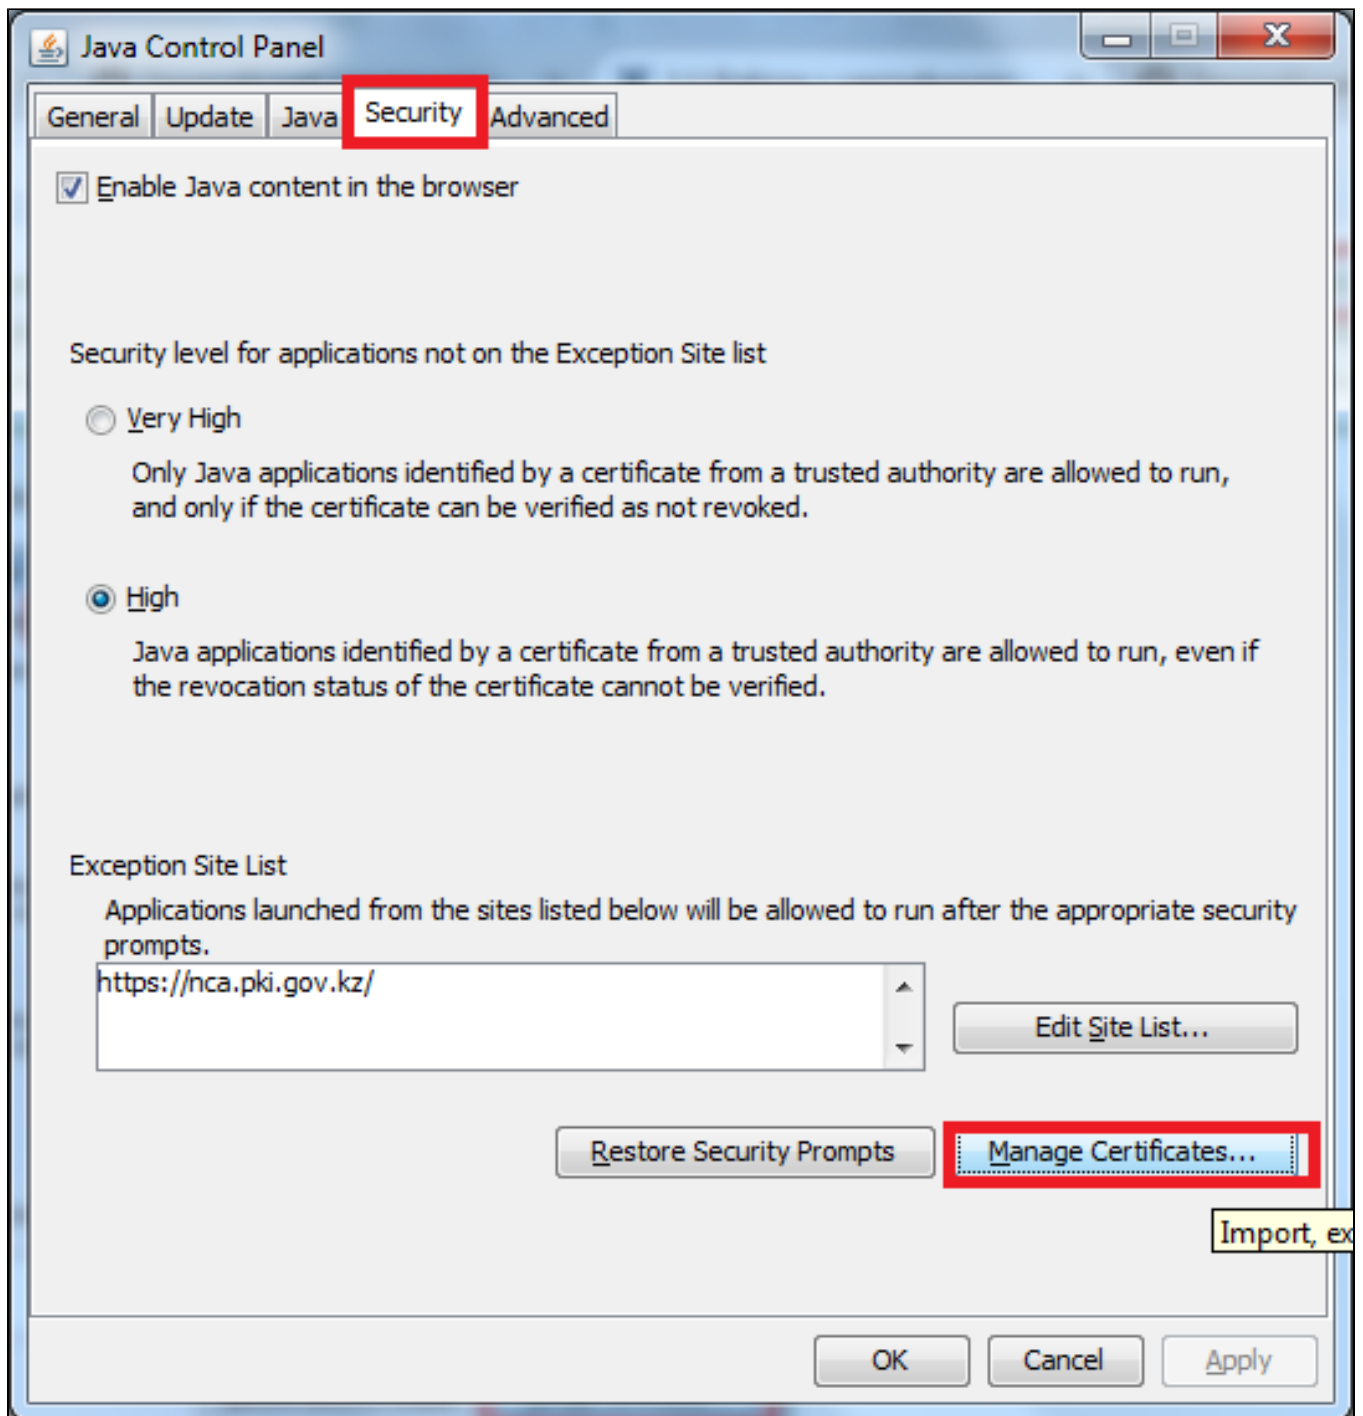 Java Control Panel
General Update Java Security Advanced
Enable Java content in the browser
Security level for applications not on the Exception Site list
Very High
Only Java applications identified by a certificate from a trusted authority are allowed to run,
and only if the certificate can be verified as not revoked.
High
Java applications identified by a certificate from a trusted authority are allowed to run, even if
the revocation status of the certificate cannot be verified.
Exception Site List
Applications launched from the sites listed below will be allowed to run after the appropriate security
prompts.
https://nca.pki.gov.kz/
Edit Site List...
Restore Security Prompts Manage Certificates...
Import, ex
OK Cancel Apply